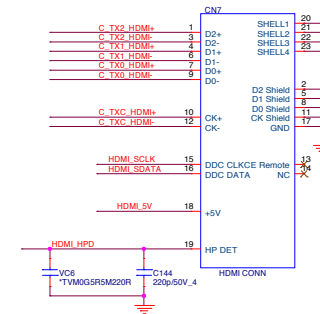 CN7
C_TX2_HDMI+ 1 D2+ SHELL1 20
C_TX2_HDMI- 3 D2- SHELL2 21
C_TX1_HDMI+ 4 D1+ SHELL3 22
C_TX1_HDMI- 6 D1- SHELL4 23
C_TX0_HDMI+ 7 D0+
C_TX0_HDMI- 9 D0-
D2 Shield 2
D1 Shield 5
D0 Shield 8
C_TXC_HDMI+ 10 CK+ CK Shield 11
C_TXC_HDMI- 12 CK- GND 17
HDMI_SCLK 15 DDC CLK CE Remote 13
HDMI_SDATA 16 DDC DATA NC 14
HDMI_5V 18 +5V
HDMI_HPD 19 HP DET
VC6 C144 HDMI CONN
*TVM0G5R5M220R 220p/50V_4